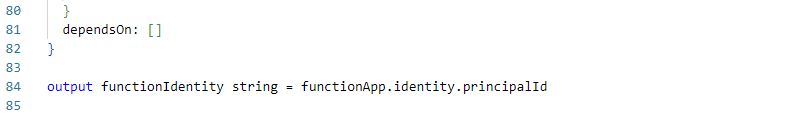 80 }
81 dependsOn: []
82 }
83
84 output functionIdentity string = functionApp.identity.principalId
85